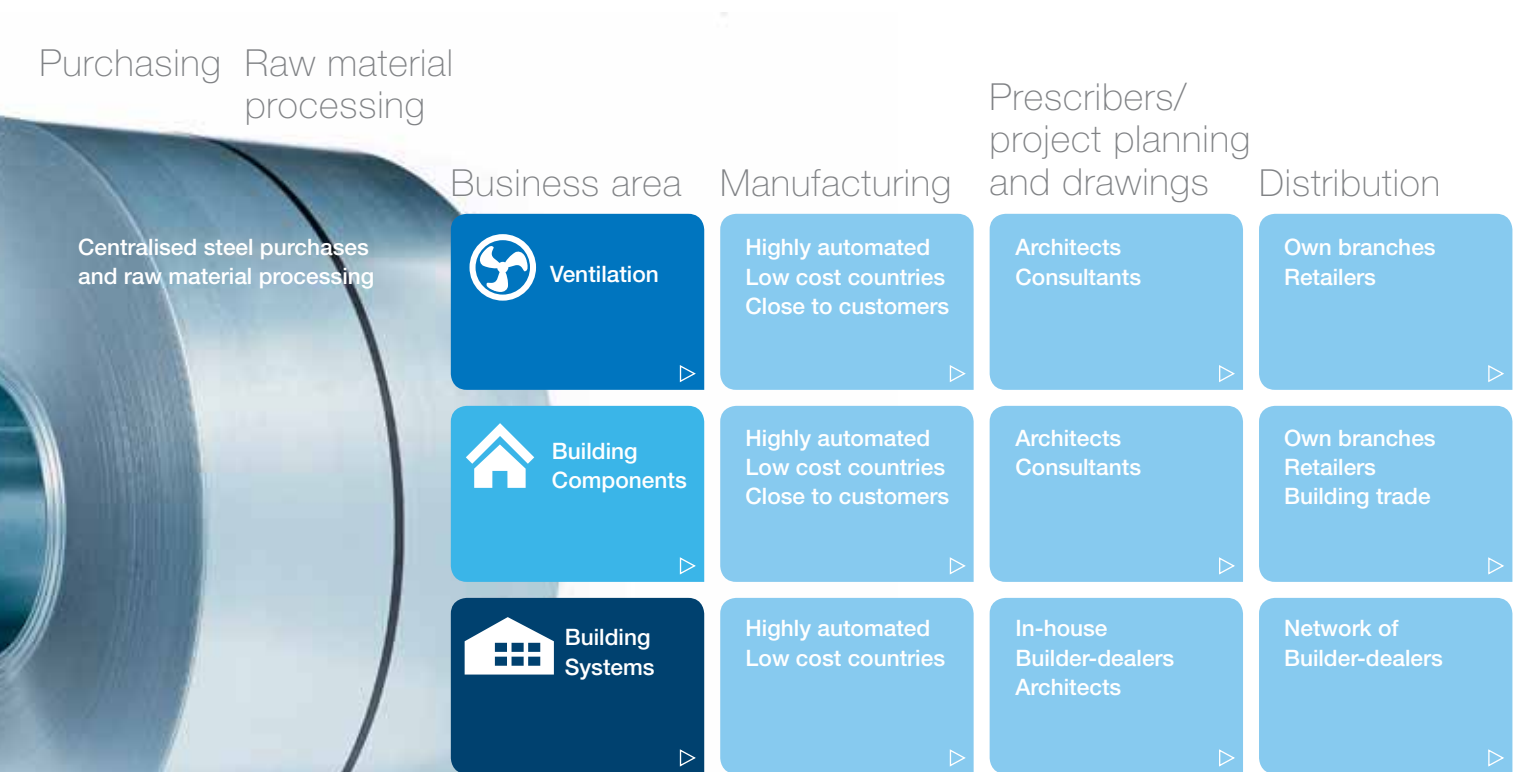 Purchasing
Raw material
processing
Centralised steel purchases
and raw material processing
Business area
Manufacturing
Prescribers/
project planning
and drawings
Distribution
Ventilation
Highly automated
Low cost countries
Close to customers
Architects
Consultants
Own branches
Retailers
Building
Components
Highly automated
Low cost countries
Close to customers
Architects
Consultants
Own branches
Retailers
Building trade
Building
Systems
Highly automated
Low cost countries
In-house
Builder-dealers
Architects
Network of
Builder-dealers